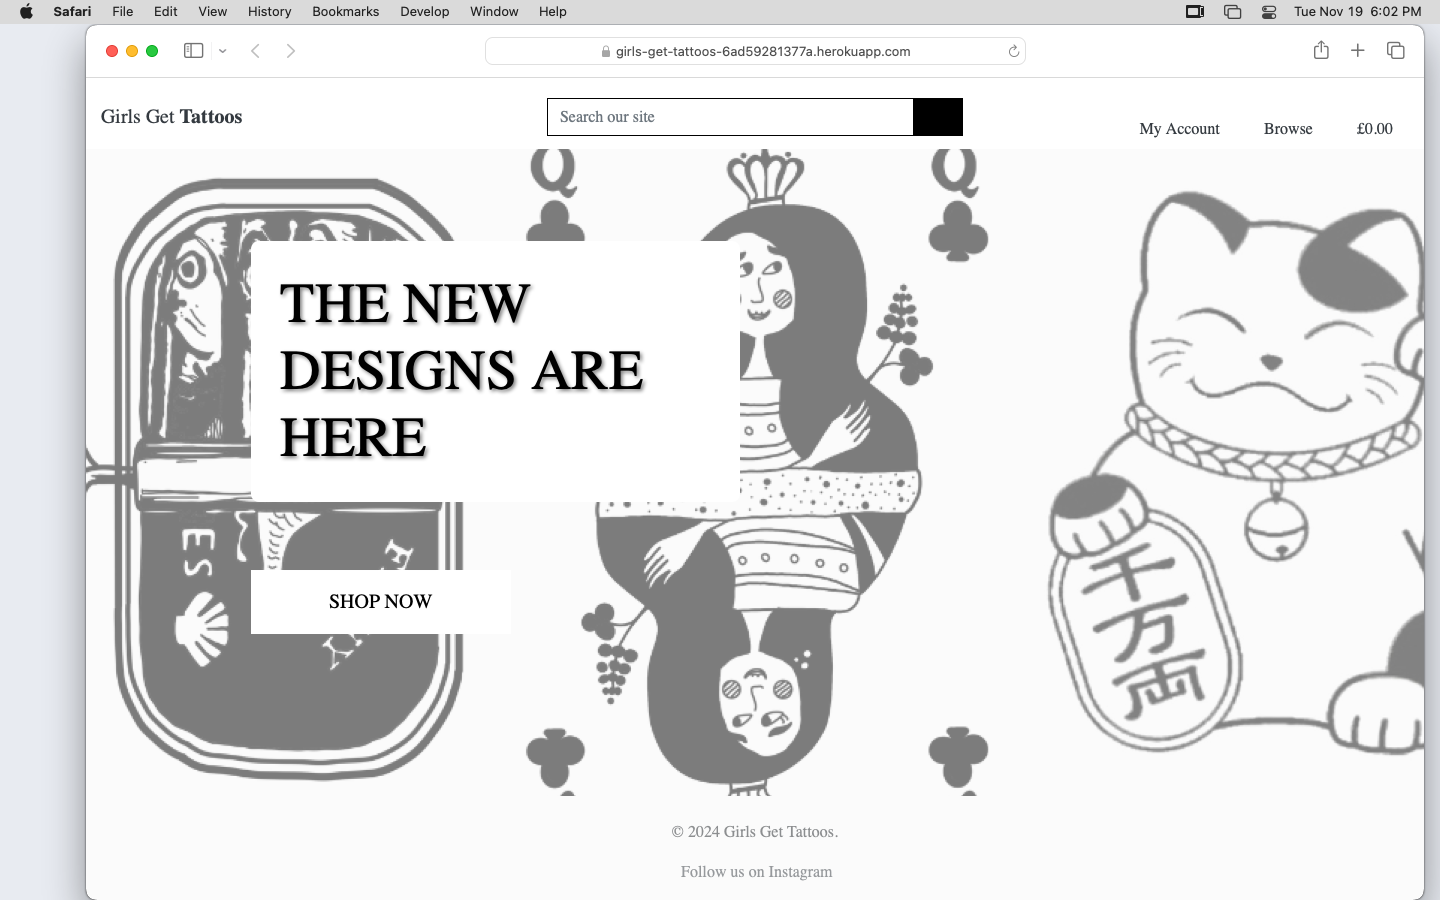 Safari File Edit View History Bookmarks Develop Window Help Tue Nov 19 6:02 PM
girls-get-tattoos-6ad59281377a.herokuapp.com
Girls Get Tattoos
Search our site
My Account Browse £0.00
Q Q
THE NEW
DESIGNS ARE
HERE
ES
SHOP NOW
千万両
© 2024 Girls Get Tattoos.
Follow us on Instagram